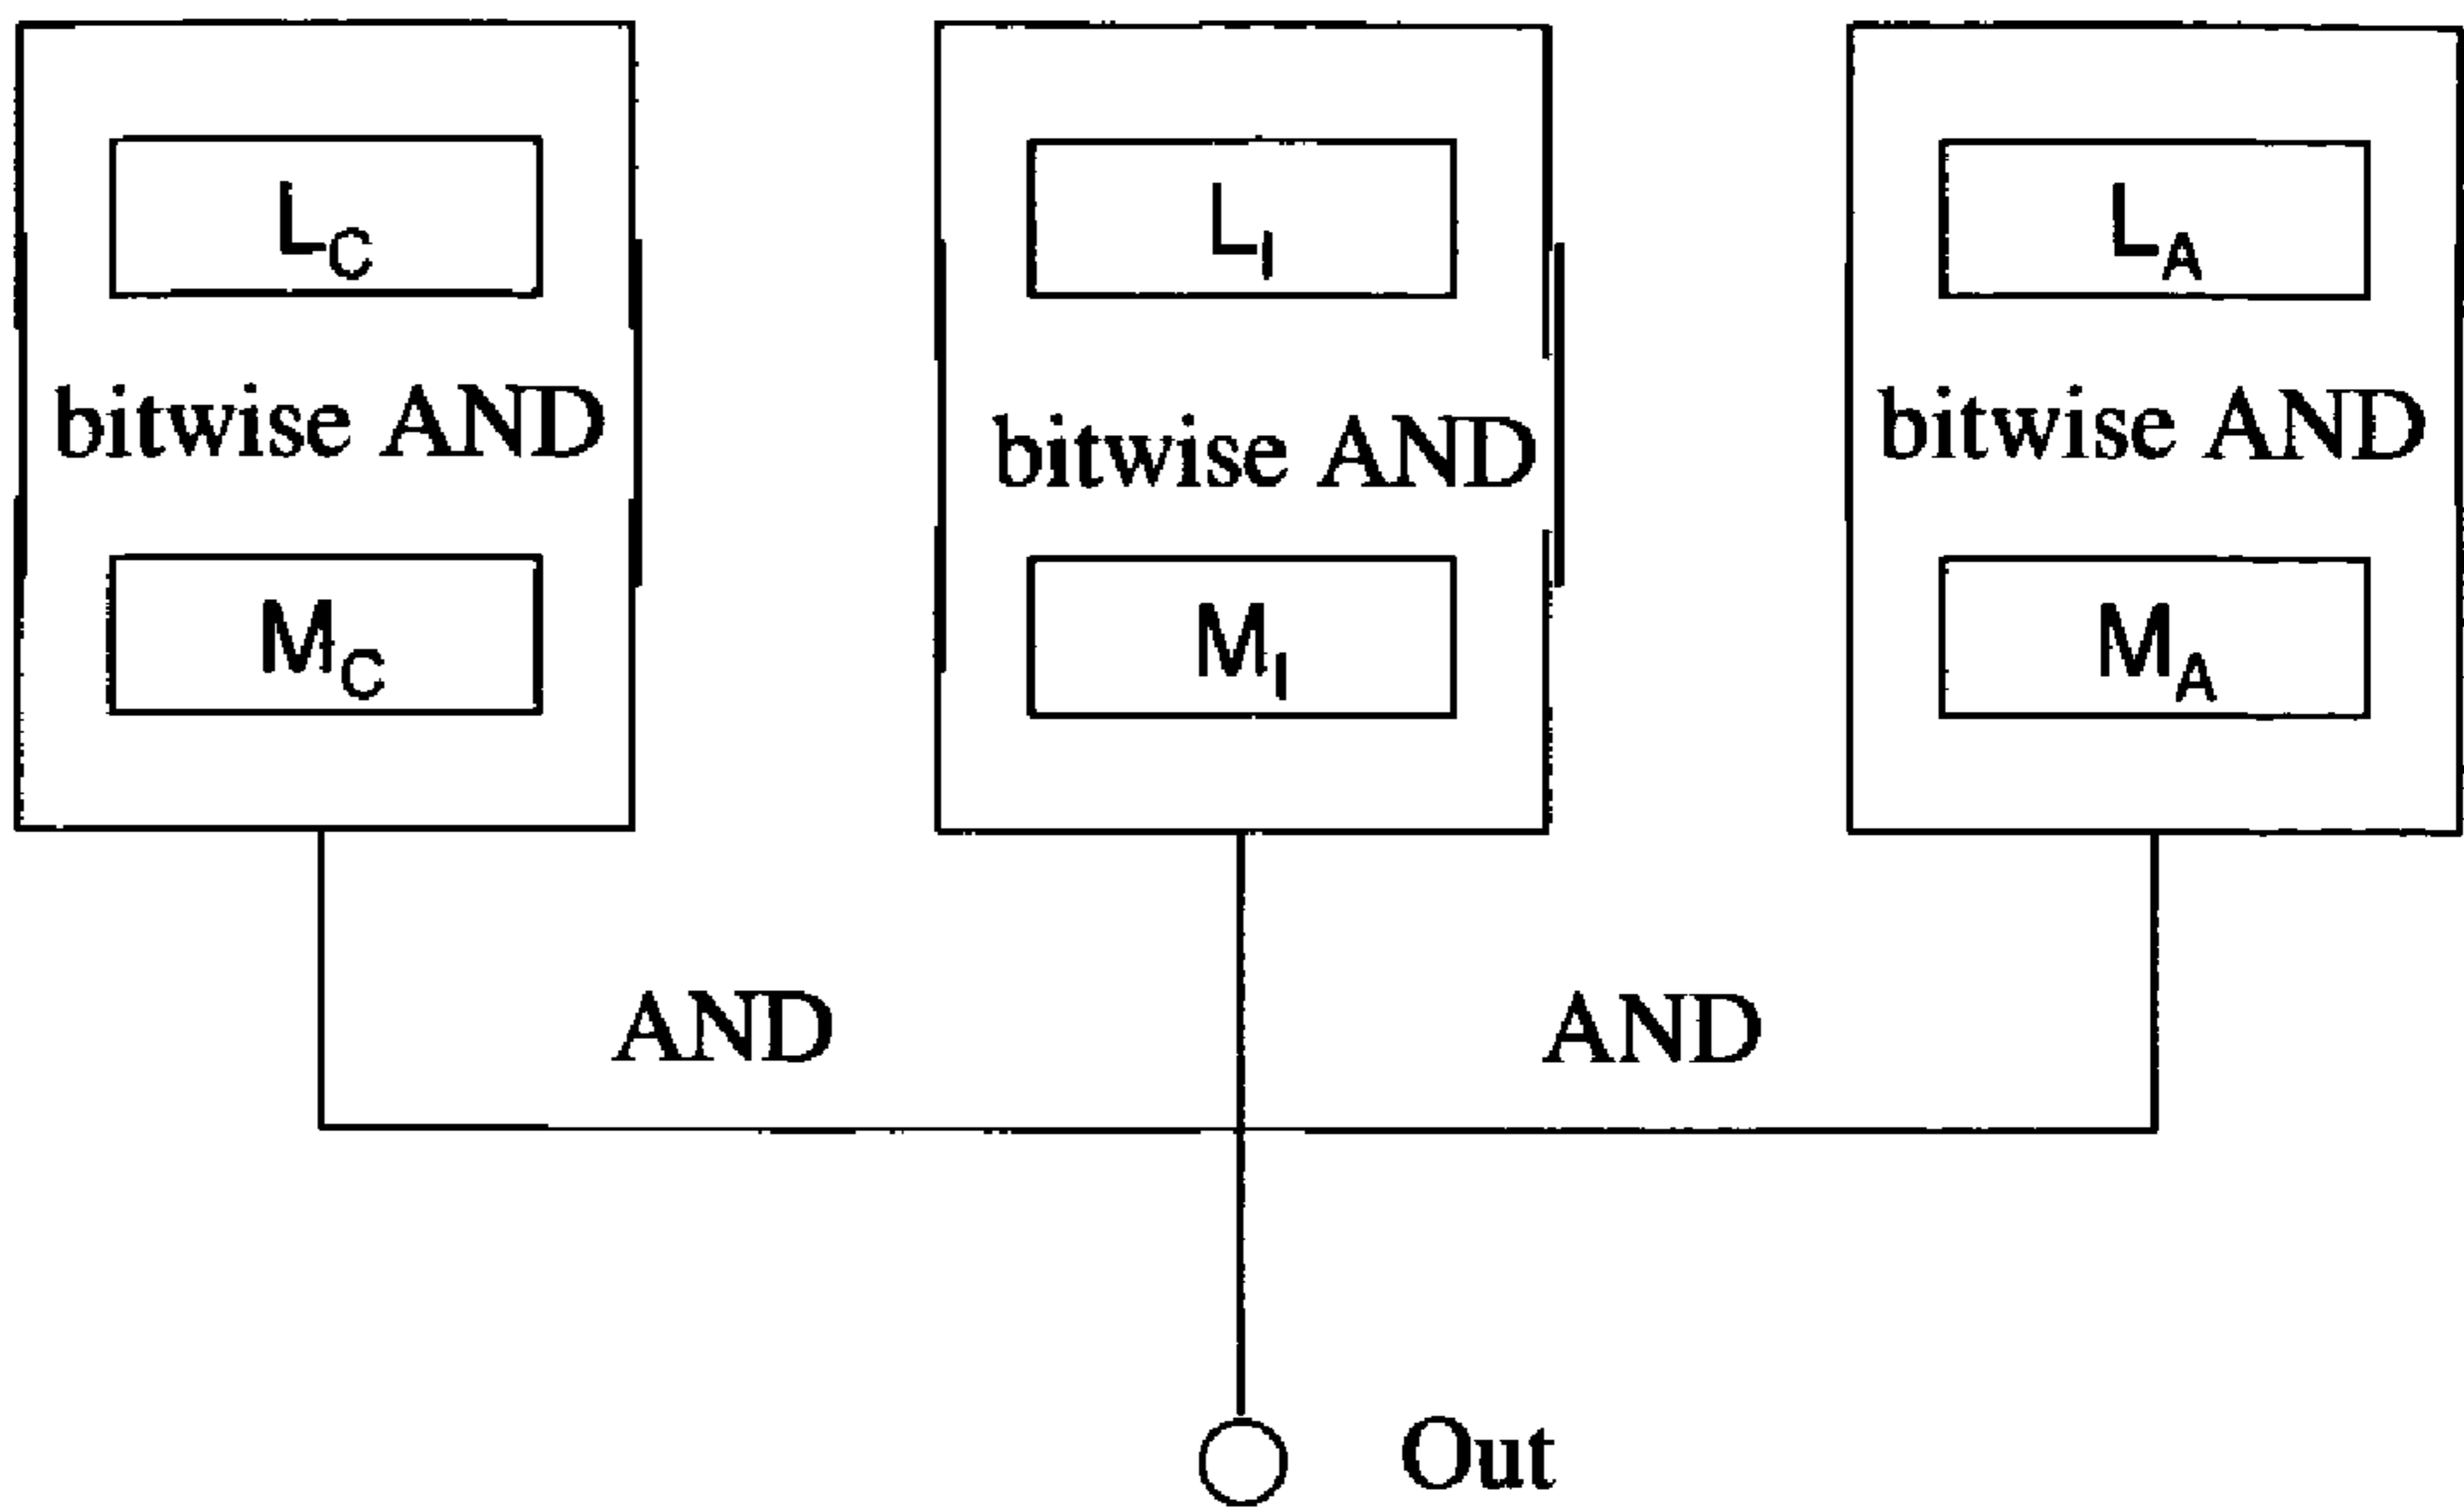 L_C L_I L_A
bitwise AND bitwise AND bitwise AND
M_C M_I M_A
AND AND
Out